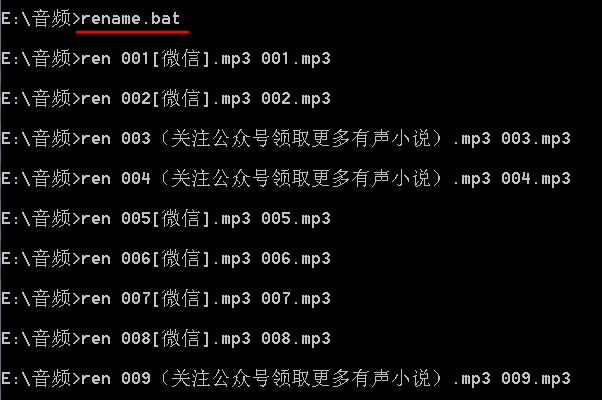 E:\音频>rename.bat
E:\音频>ren 001[微信].mp3 001.mp3
E:\音频>ren 002[微信].mp3 002.mp3
E:\音频>ren 003（关注公众号领取更多有声小说）.mp3 003.mp3
E:\音频>ren 004（关注公众号领取更多有声小说）.mp3 004.mp3
E:\音频>ren 005[微信].mp3 005.mp3
E:\音频>ren 006[微信].mp3 006.mp3
E:\音频>ren 007[微信].mp3 007.mp3
E:\音频>ren 008[微信].mp3 008.mp3
E:\音频>ren 009（关注公众号领取更多有声小说）.mp3 009.mp3